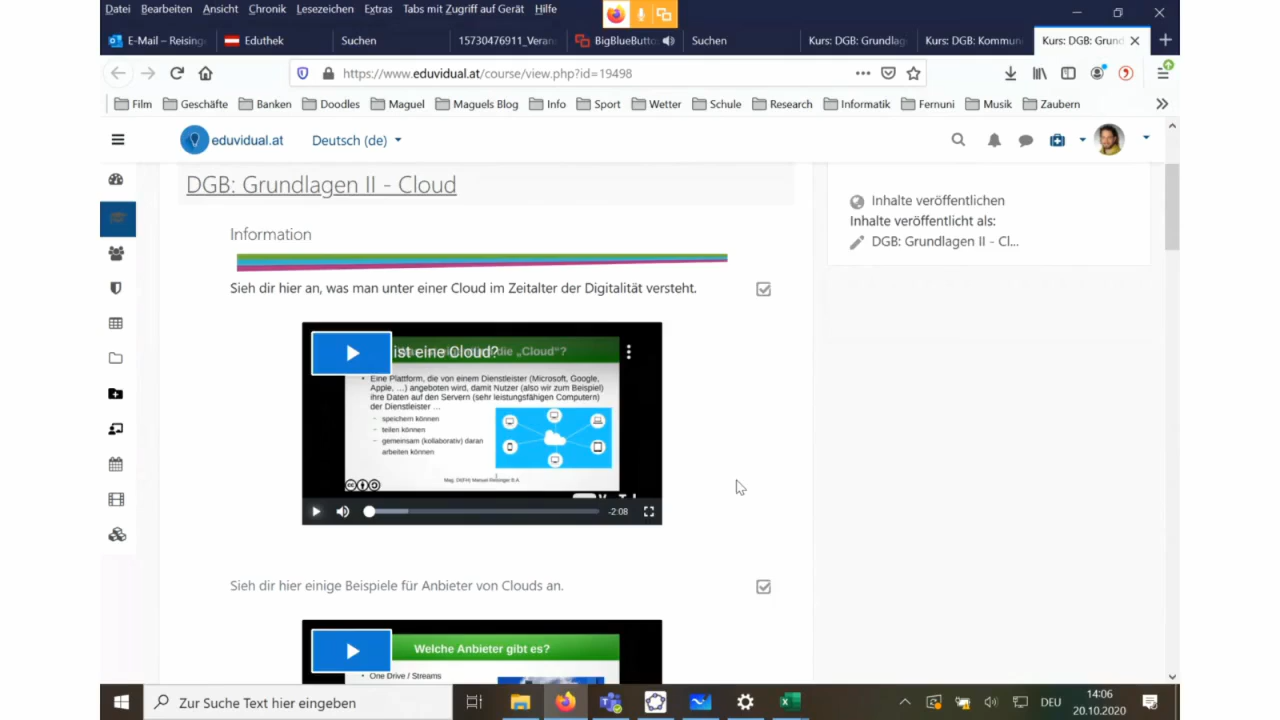 Datei Bearbeiten Ansicht Chronik Lesezeichen Extras Tabs mit Zugriff auf Gerät Hilfe
E-Mail – Reising Eduthek Suchen 15730476911_Veran BigBlueButto Suchen Kurs: DGB: Grundlag Kurs: DGB: Kommun Kurs: DGB: Grund
https://www.eduvidual.at/course/view.php?id=19498
Film Geschäfte Banken Doodles Maguel Maguels Blog Info Sport Wetter Schule Research Informatik Fernuni Musik Zaubern
eduvidual.at Deutsch (de)
DGB: Grundlagen II - Cloud
Inhalte veröffentlichen
Inhalte veröffentlicht als:
DGB: Grundlagen II - Cl...
Information
Sieh dir hier an, was man unter einer Cloud im Zeitalter der Digitalität versteht.
ist eine Cloud?
die „Cloud“?
Eine Plattform, die von einem Dienstleister (Microsoft, Google,
Apple, …) angeboten wird, damit Nutzer (also wir zum Beispiel)
ihre Daten auf den Servern (sehr leistungsfähigen Computern)
der Dienstleister …
– speichern können
– teilen können
– gemeinsam (kollaborativ) daran
arbeiten können
Mag. DI(FH) Manuel Reisinger B.A.
-2:08
Sieh dir hier einige Beispiele für Anbieter von Clouds an.
Welche Anbieter gibt es?
One Drive / Streams
Zur Suche Text hier eingeben
DEU
14:06
20.10.2020